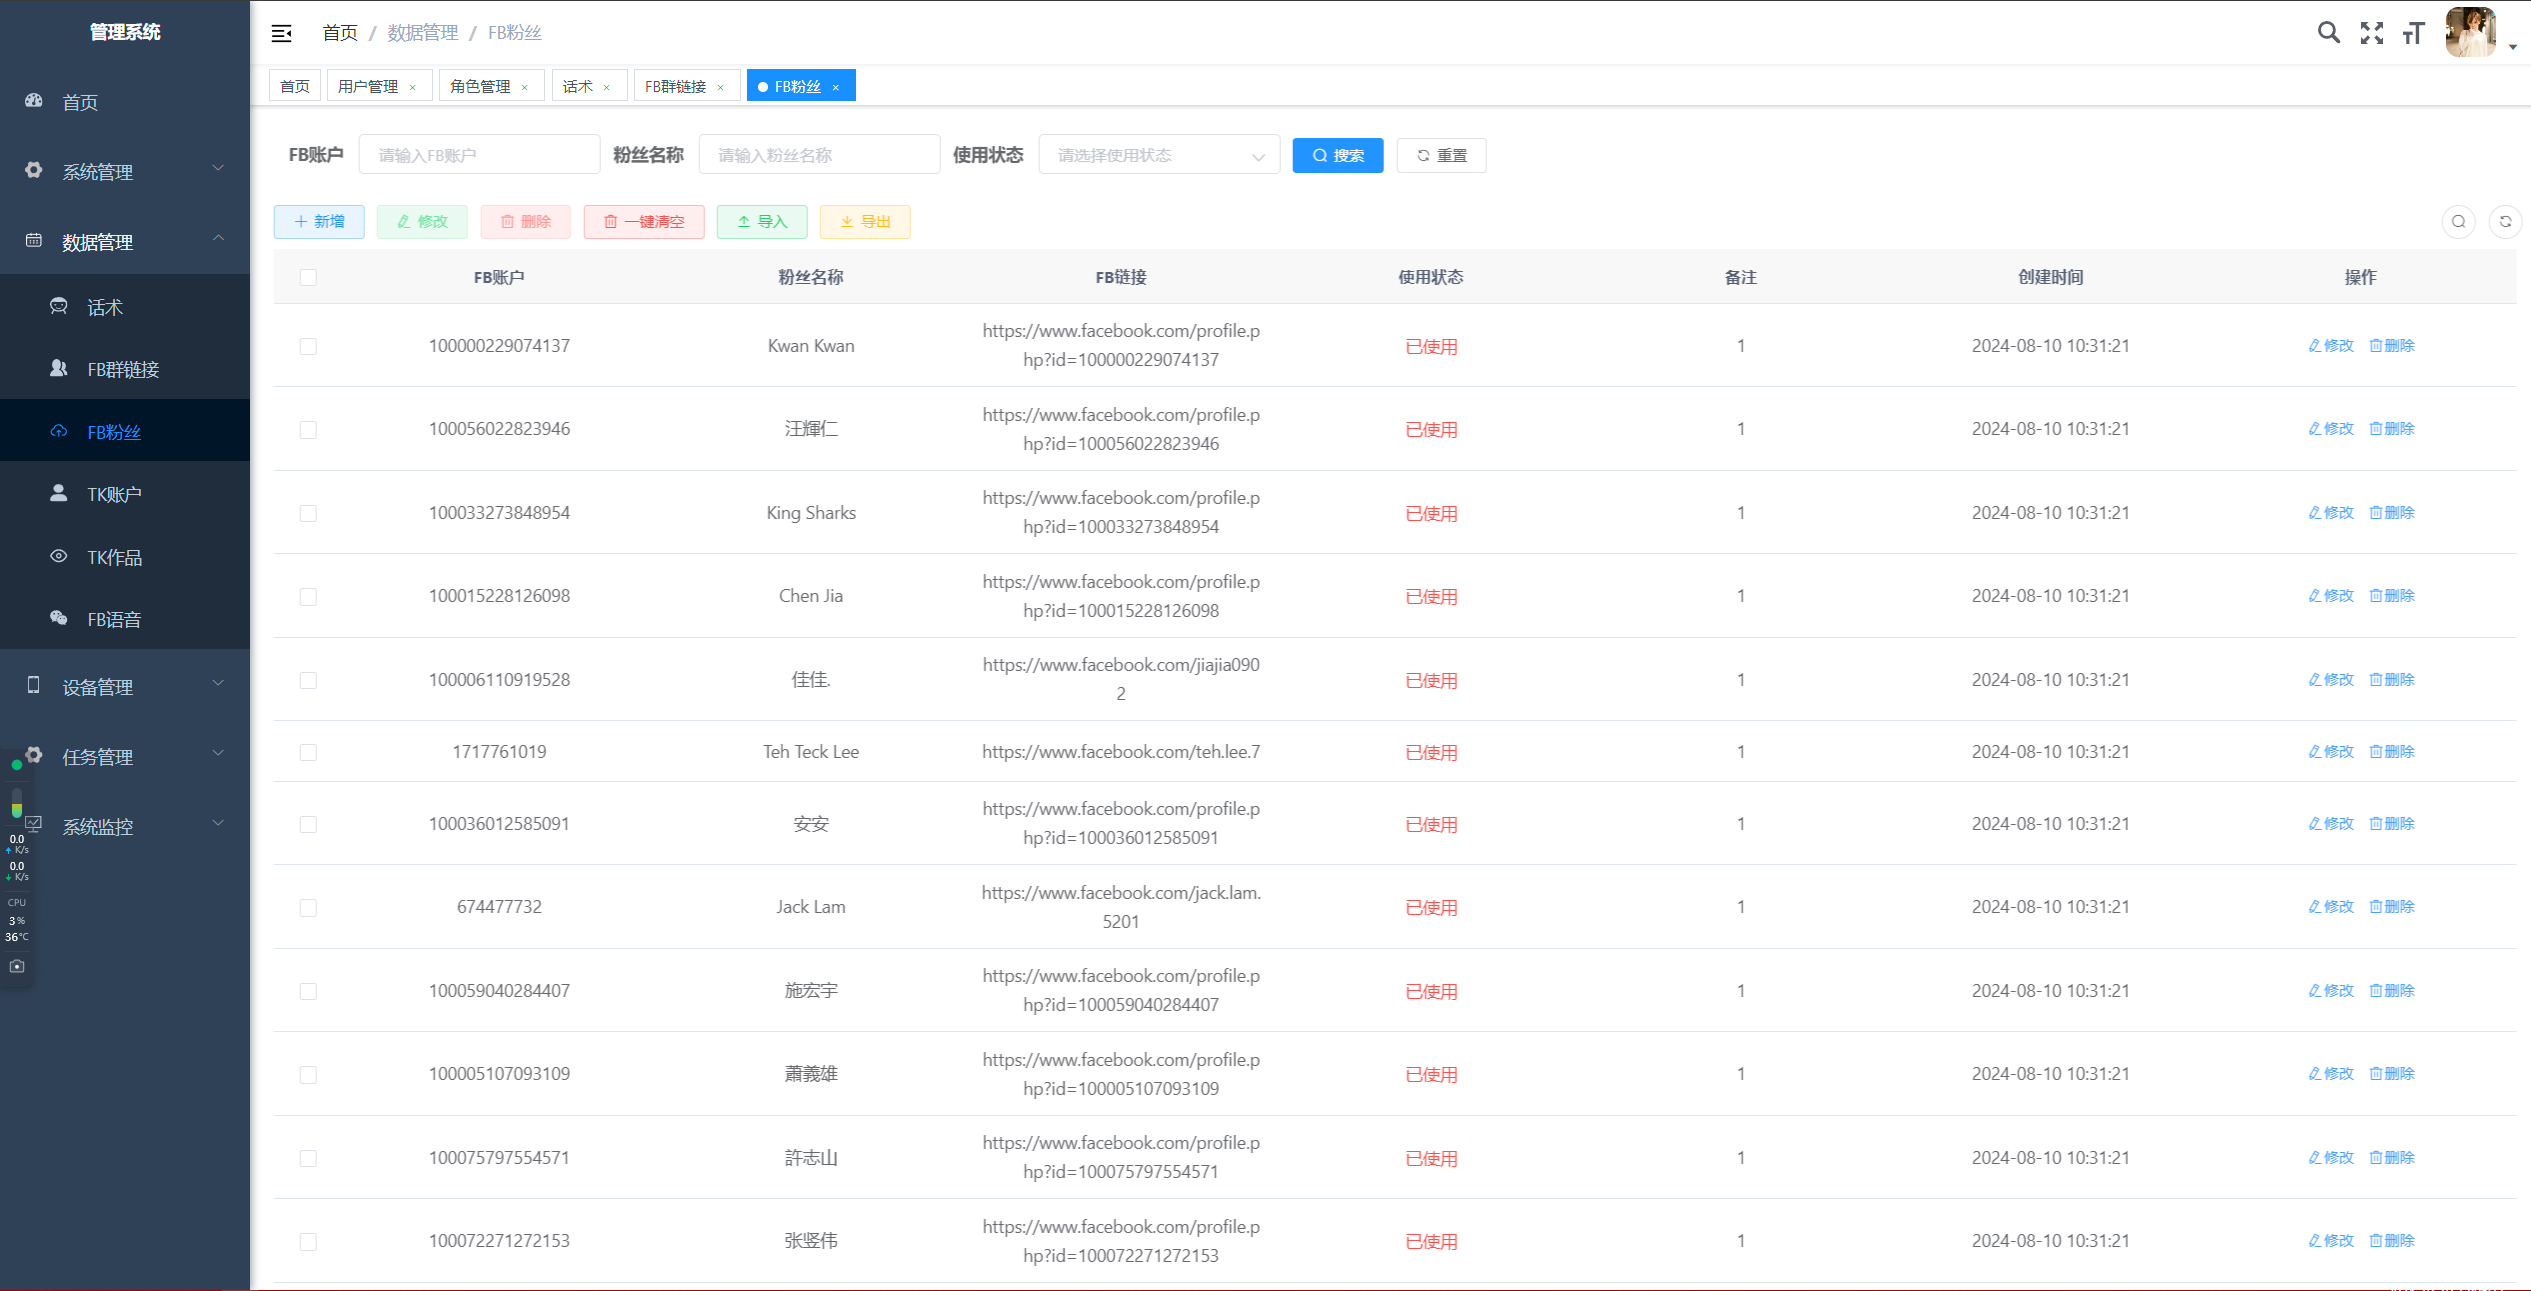 管理系统
首页
系统管理
数据管理
话术
FB群链接
FB粉丝
TK账户
TK作品
FB语音
设备管理
任务管理
系统监控
0.0
K/s
0.0
K/s
CPU
3%
36°C
首页 / 数据管理 / FB粉丝
首页 用户管理 × 角色管理 × 话术 × FB群链接 × FB粉丝 ×
FB账户 请输入FB账户 粉丝名称 请输入粉丝名称 使用状态 请选择使用状态 搜索 重置
新增 修改 删除 一键清空 导入 导出
FB账户 粉丝名称 FB链接 使用状态 备注 创建时间 操作
100000229074137 Kwan Kwan https://www.facebook.com/profile.p 已使用 1 2024-08-10 10:31:21 修改 删除
hp?id=100000229074137
100056022823946 汪輝仁 https://www.facebook.com/profile.p 已使用 1 2024-08-10 10:31:21 修改 删除
hp?id=100056022823946
100033273848954 King Sharks https://www.facebook.com/profile.p 已使用 1 2024-08-10 10:31:21 修改 删除
hp?id=100033273848954
100015228126098 Chen Jia https://www.facebook.com/profile.p 已使用 1 2024-08-10 10:31:21 修改 删除
hp?id=100015228126098
100006110919528 佳佳. https://www.facebook.com/jiajia090 已使用 1 2024-08-10 10:31:21 修改 删除
2
1717761019 Teh Teck Lee https://www.facebook.com/teh.lee.7 已使用 1 2024-08-10 10:31:21 修改 删除
100036012585091 安安 https://www.facebook.com/profile.p 已使用 1 2024-08-10 10:31:21 修改 删除
hp?id=100036012585091
674477732 Jack Lam https://www.facebook.com/jack.lam. 已使用 1 2024-08-10 10:31:21 修改 删除
5201
100059040284407 施宏宇 https://www.facebook.com/profile.p 已使用 1 2024-08-10 10:31:21 修改 删除
hp?id=100059040284407
100005107093109 蕭義雄 https://www.facebook.com/profile.p 已使用 1 2024-08-10 10:31:21 修改 删除
hp?id=100005107093109
100075797554571 許志山 https://www.facebook.com/profile.p 已使用 1 2024-08-10 10:31:21 修改 删除
hp?id=100075797554571
100072271272153 张竖伟 https://www.facebook.com/profile.p 已使用 1 2024-08-10 10:31:21 修改 删除
hp?id=100072271272153